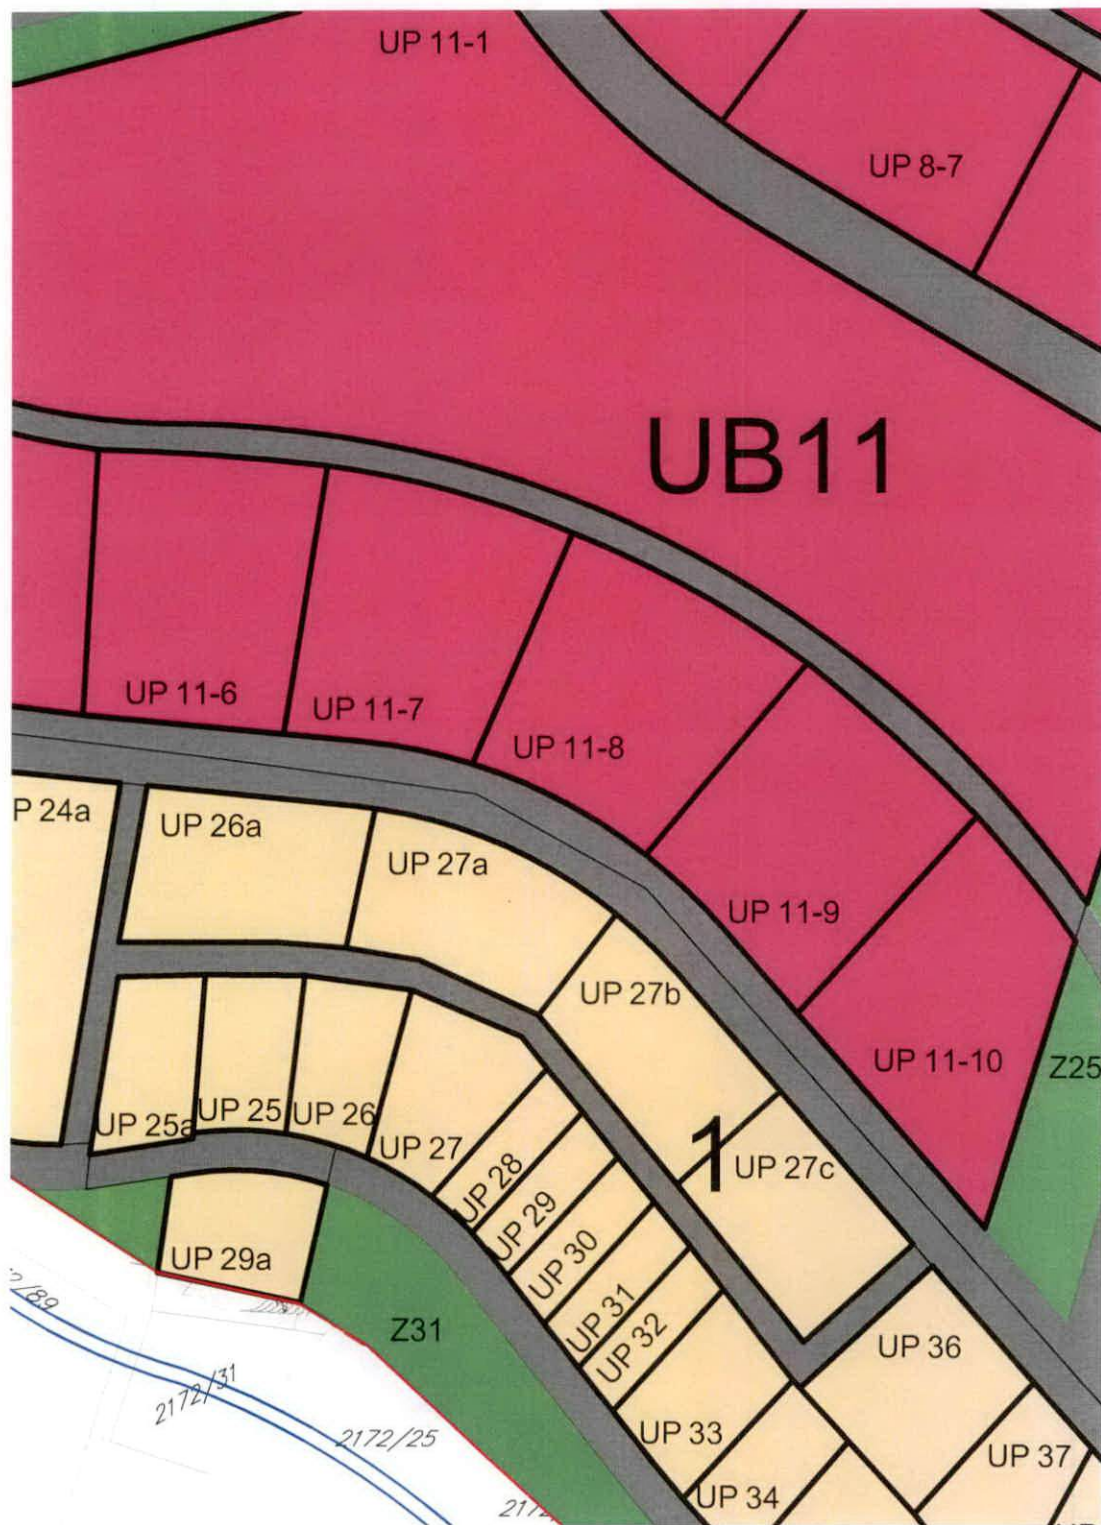 UP 11-1
UP 8-7
UB11
UP 11-6
UP 11-7
UP 11-8
UP 11-9
UP 11-10
Z25
P 24a
UP 26a
UP 27a
UP 27b
UP 27c
1
UP 25a
UP 25
UP 26
UP 27
UP 28
UP 29
UP 30
UP 31
UP 32
UP 33
UP 34
UP 36
UP 37
UP 29a
Z31
2/89
2172/31
2172/25